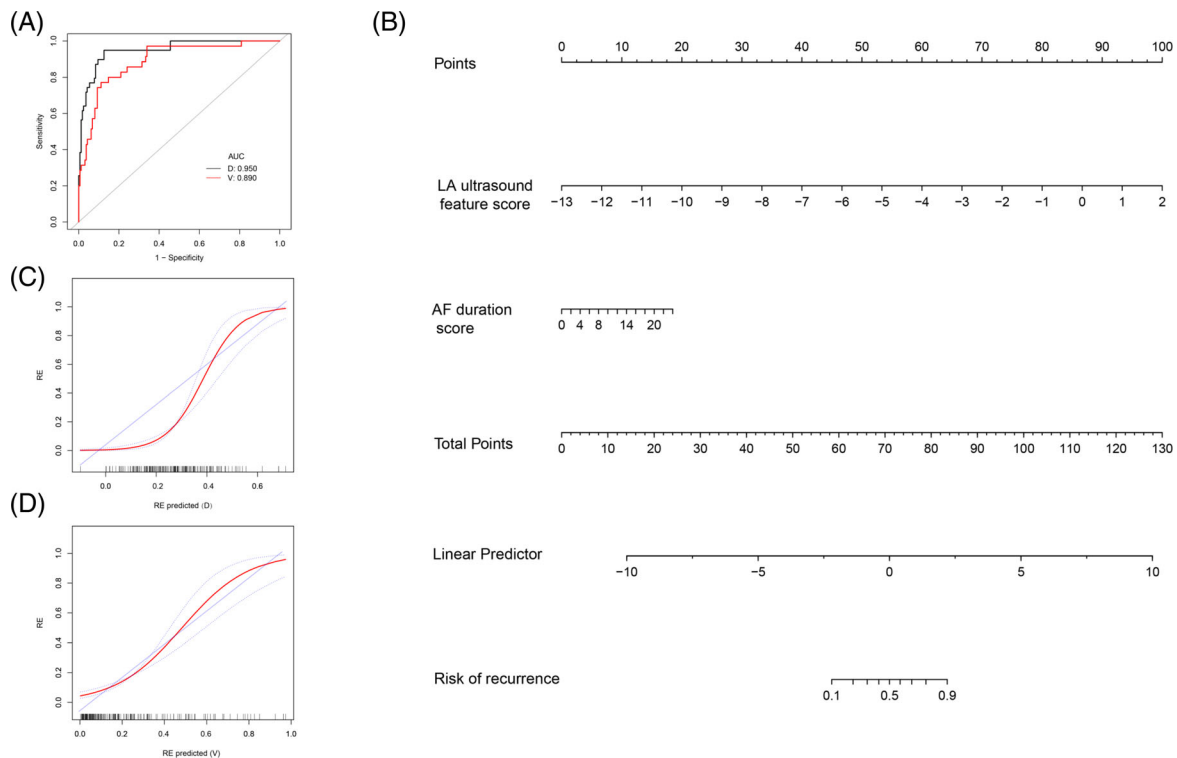 (A)
1.0
0.8
0.6
0.4
0.2
0.0
Sensitivity
AUC
D: 0.950
V: 0.890
0.0 0.2 0.4 0.6 0.8 1.0
1 − Specificity
(B)
Points
0 10 20 30 40 50 60 70 80 90 100
LA ultrasound
feature score
−13 −12 −11 −10 −9 −8 −7 −6 −5 −4 −3 −2 −1 0 1 2
AF duration
score
0 4 8 14 20
Total Points
0 10 20 30 40 50 60 70 80 90 100 110 120 130
Linear Predictor
−10 −5 0 5 10
Risk of recurrence
0.1 0.5 0.9
(C)
1.0
0.8
0.6
0.4
0.2
0.0
RE
0.0 0.2 0.4 0.6
RE predicted (D)
(D)
1.0
0.8
0.6
0.4
0.2
0.0
RE
0.0 0.2 0.4 0.6 0.8 1.0
RE predicted (V)